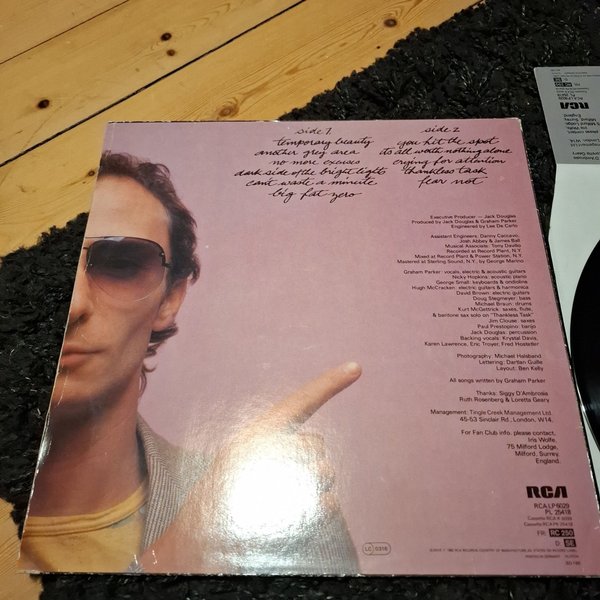 side 1.
temporary beauty
another grey area
no more excuses
dark side of the bright lights
can't waste a minute
big fat zero
side 2
you hit the spot
it's all worth nothing alone
crying for attention
thankless task
fear not
Executive Producer — Jack Douglas
Produced by Jack Douglas & Graham Parker
Engineered by Lee De Carlo
Assistant Engineers: Danny Caccavo,
Josh Abbey & James Ball
Musical Associate: Tony Davilio
Recorded at Record Plant, N.Y.
Mixed at Record Plant & Power Station, N.Y.
Mastered at Sterling Sound, N.Y. by George Marino
Graham Parker: vocals, electric & acoustic guitars
Nicky Hopkins: acoustic piano
George Small: keyboards & ondioline
Hugh McCracken: electric guitars & harmonica
David Brown: electric guitars
Doug Stegmeyer: bass
Michael Braun: drums
Kurt McGettrick: saxes, flute,
& baritone sax solo on "Thankless Task"
Jim Clouse: saxes
Paul Prestopino: banjo
Jack Douglas: percussion
Backing vocals: Krystal Davis,
Karen Lawrence, Eric Troyer, Fred Hostetler
Photography: Michael Halsband
Lettering: Dartian Guille
Layout: Ben Kelly
All songs written by Graham Parker
Thanks: Siggy D'Ambrosia
Ruth Rosenberg & Loretta Geary
Management: Tingle Creek Management Ltd.
45-53 Sinclair Rd., London, W14.
For Fan Club info. please contact,
Iris Wolfe,
75 Milford Lodge,
Milford, Surrey,
England.
RCA
RCA LP 6029
PL 25418
FR: RC 250
D: BE
LC 0316
RCA